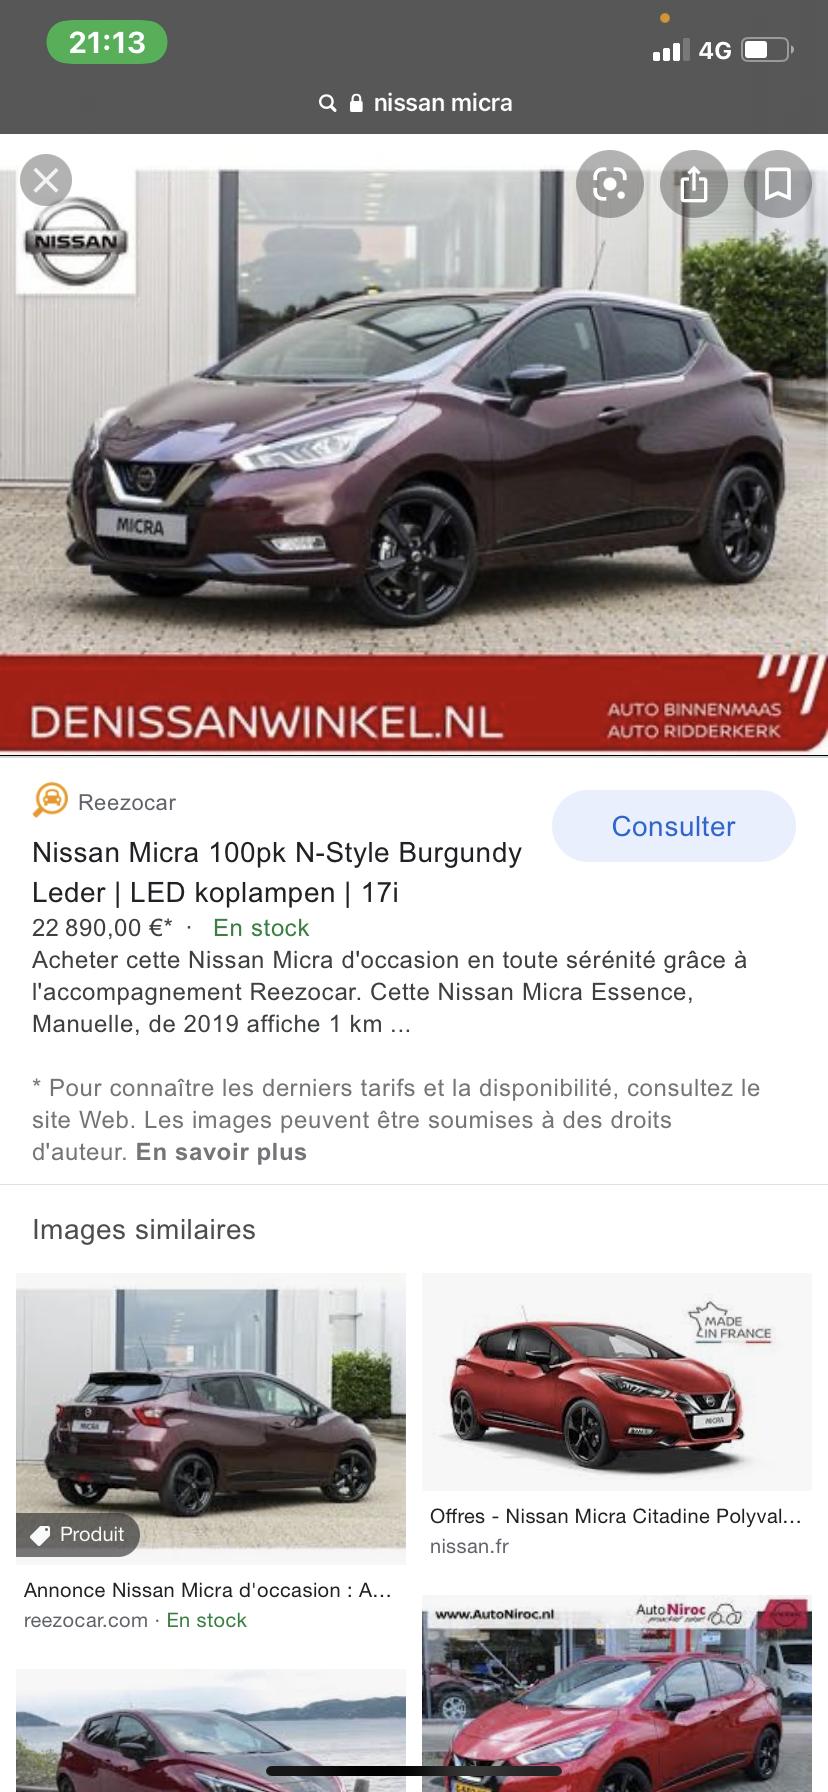 21:13
4G
nissan micra
NISSAN
MICRA
DENISSANWINKEL.NL
AUTO BINNENMAAS
AUTO RIDDERKERK
Reezocar
Consulter
Nissan Micra 100pk N-Style Burgundy
Leder | LED koplampen | 17i
22 890,00 €* · En stock
Acheter cette Nissan Micra d'occasion en toute sérénité grâce à
l'accompagnement Reezocar. Cette Nissan Micra Essence,
Manuelle, de 2019 affiche 1 km ...
* Pour connaître les derniers tarifs et la disponibilité, consultez le
site Web. Les images peuvent être soumises à des droits
d'auteur. En savoir plus
Images similaires
MICRA
Produit
Annonce Nissan Micra d'occasion : A...
reezocar.com · En stock
MADE
IN FRANCE
MICRA
Offres - Nissan Micra Citadine Polyval...
nissan.fr
www.AutoNiroc.nl
Auto Niroc